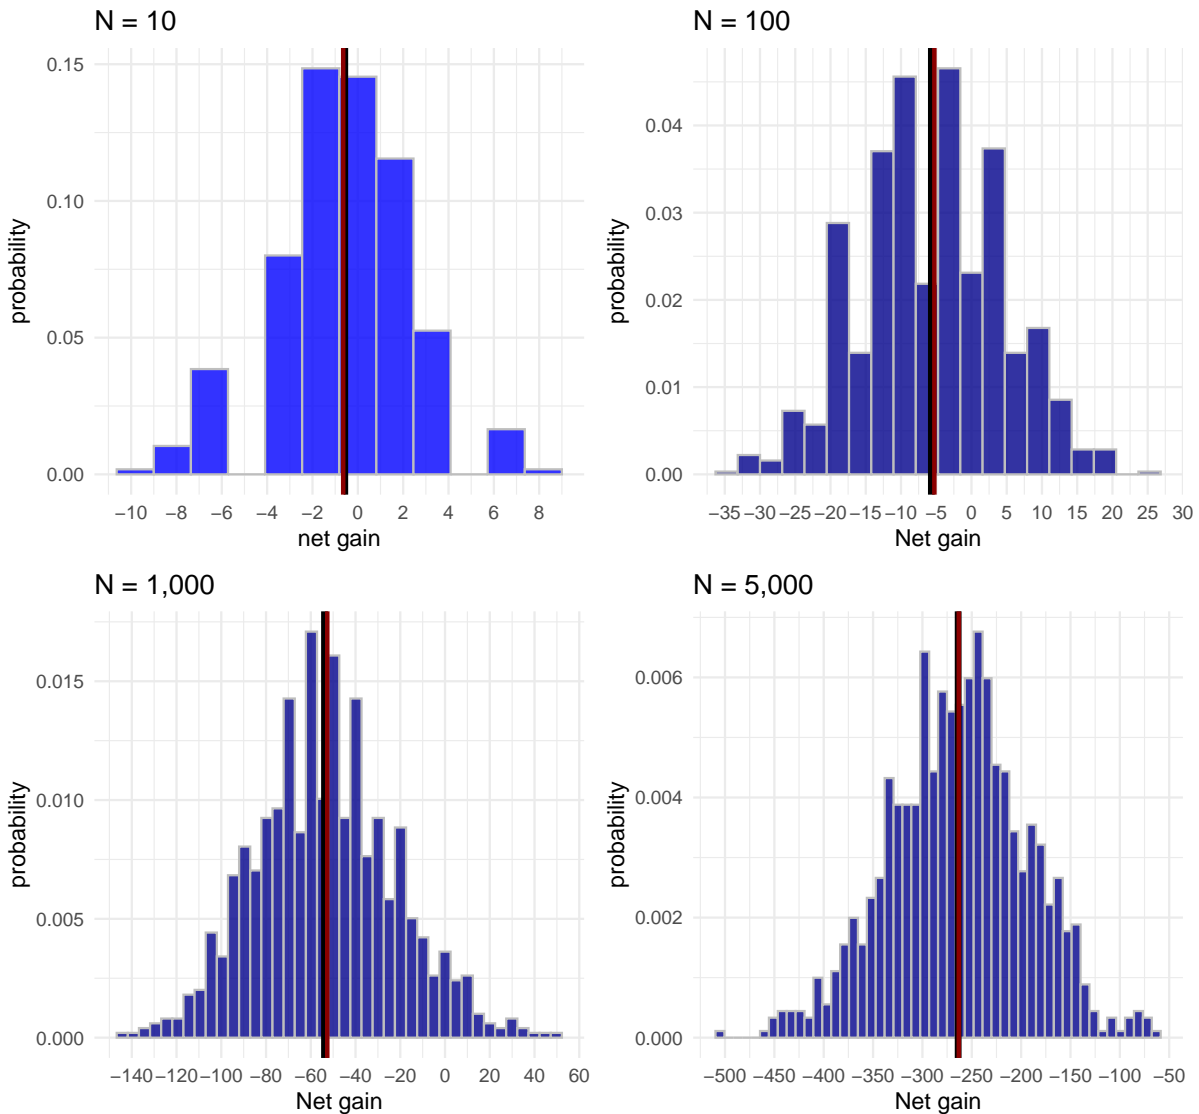 N = 10
probability
0.15
0.10
0.05
0.00
−10 −8 −6 −4 −2 0 2 4 6 8
net gain
N = 100
probability
0.04
0.03
0.02
0.01
0.00
−35 −30 −25 −20 −15 −10 −5 0 5 10 15 20 25 30
Net gain
N = 1,000
probability
0.015
0.010
0.005
0.000
−140 −120 −100 −80 −60 −40 −20 0 20 40 60
Net gain
N = 5,000
probability
0.006
0.004
0.002
0.000
−500 −450 −400 −350 −300 −250 −200 −150 −100 −50
Net gain